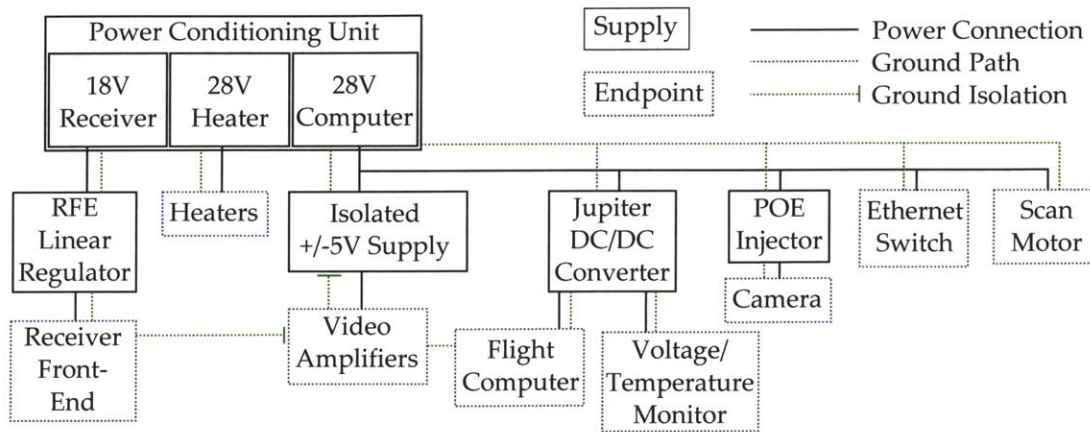 Power Conditioning Unit
18V
Receiver
28V
Heater
28V
Computer
Supply
Endpoint
Power Connection
Ground Path
Ground Isolation
RFE
Linear
Regulator
Heaters
Isolated
+/-5V Supply
Jupiter
DC/DC
Converter
POE
Injector
Ethernet
Switch
Scan
Motor
Camera
Receiver
Front-
End
Video
Amplifiers
Flight
Computer
Voltage/
Temperature
Monitor